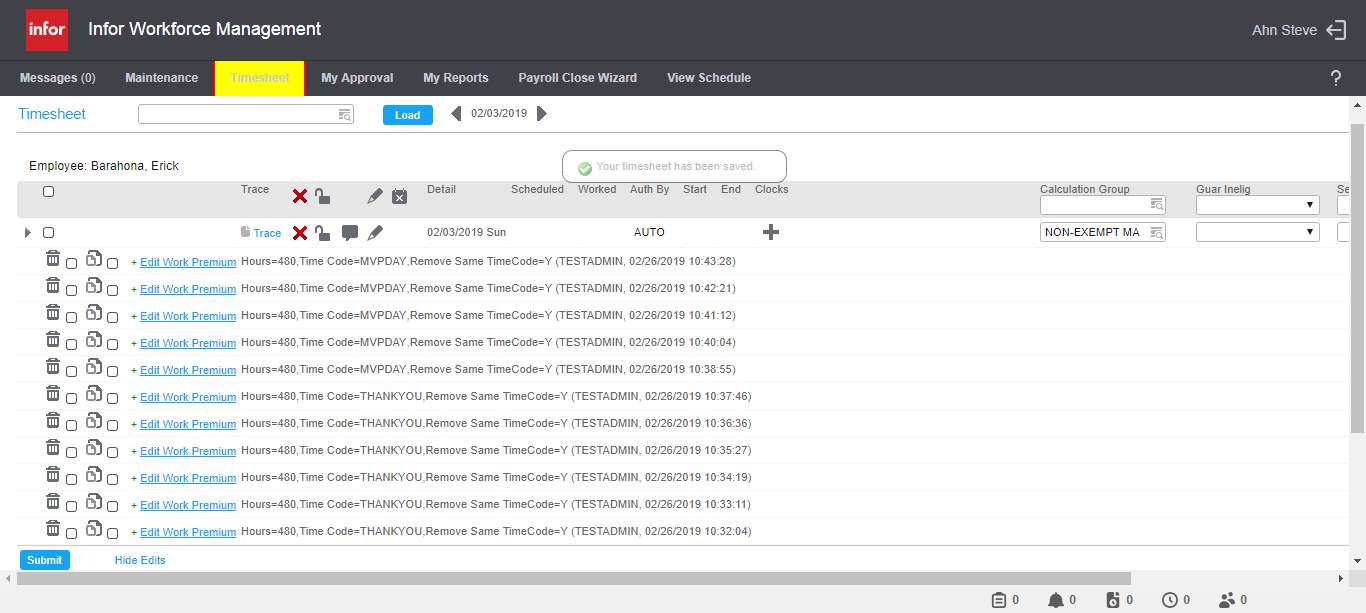 infor Infor Workforce Management Ahn Steve
Messages (0) Maintenance Timesheet My Approval My Reports Payroll Close Wizard View Schedule ?
Timesheet Load 02/03/2019
Employee: Barahona, Erick Your timesheet has been saved.
Trace Detail Scheduled Worked Auth By Start End Clocks Calculation Group Guar Inelig Se
Trace 02/03/2019 Sun AUTO NON-EXEMPT MA
+ Edit Work Premium Hours=480,Time Code=MVPDAY,Remove Same TimeCode=Y (TESTADMIN, 02/26/2019 10:43:28)
+ Edit Work Premium Hours=480,Time Code=MVPDAY,Remove Same TimeCode=Y (TESTADMIN, 02/26/2019 10:42:21)
+ Edit Work Premium Hours=480,Time Code=MVPDAY,Remove Same TimeCode=Y (TESTADMIN, 02/26/2019 10:41:12)
+ Edit Work Premium Hours=480,Time Code=MVPDAY,Remove Same TimeCode=Y (TESTADMIN, 02/26/2019 10:40:04)
+ Edit Work Premium Hours=480,Time Code=MVPDAY,Remove Same TimeCode=Y (TESTADMIN, 02/26/2019 10:38:55)
+ Edit Work Premium Hours=480,Time Code=THANKYOU,Remove Same TimeCode=Y (TESTADMIN, 02/26/2019 10:37:46)
+ Edit Work Premium Hours=480,Time Code=THANKYOU,Remove Same TimeCode=Y (TESTADMIN, 02/26/2019 10:36:36)
+ Edit Work Premium Hours=480,Time Code=THANKYOU,Remove Same TimeCode=Y (TESTADMIN, 02/26/2019 10:35:27)
+ Edit Work Premium Hours=480,Time Code=THANKYOU,Remove Same TimeCode=Y (TESTADMIN, 02/26/2019 10:34:19)
+ Edit Work Premium Hours=480,Time Code=THANKYOU,Remove Same TimeCode=Y (TESTADMIN, 02/26/2019 10:33:11)
+ Edit Work Premium Hours=480,Time Code=THANKYOU,Remove Same TimeCode=Y (TESTADMIN, 02/26/2019 10:32:04)
Submit Hide Edits
0 0 0 0 0